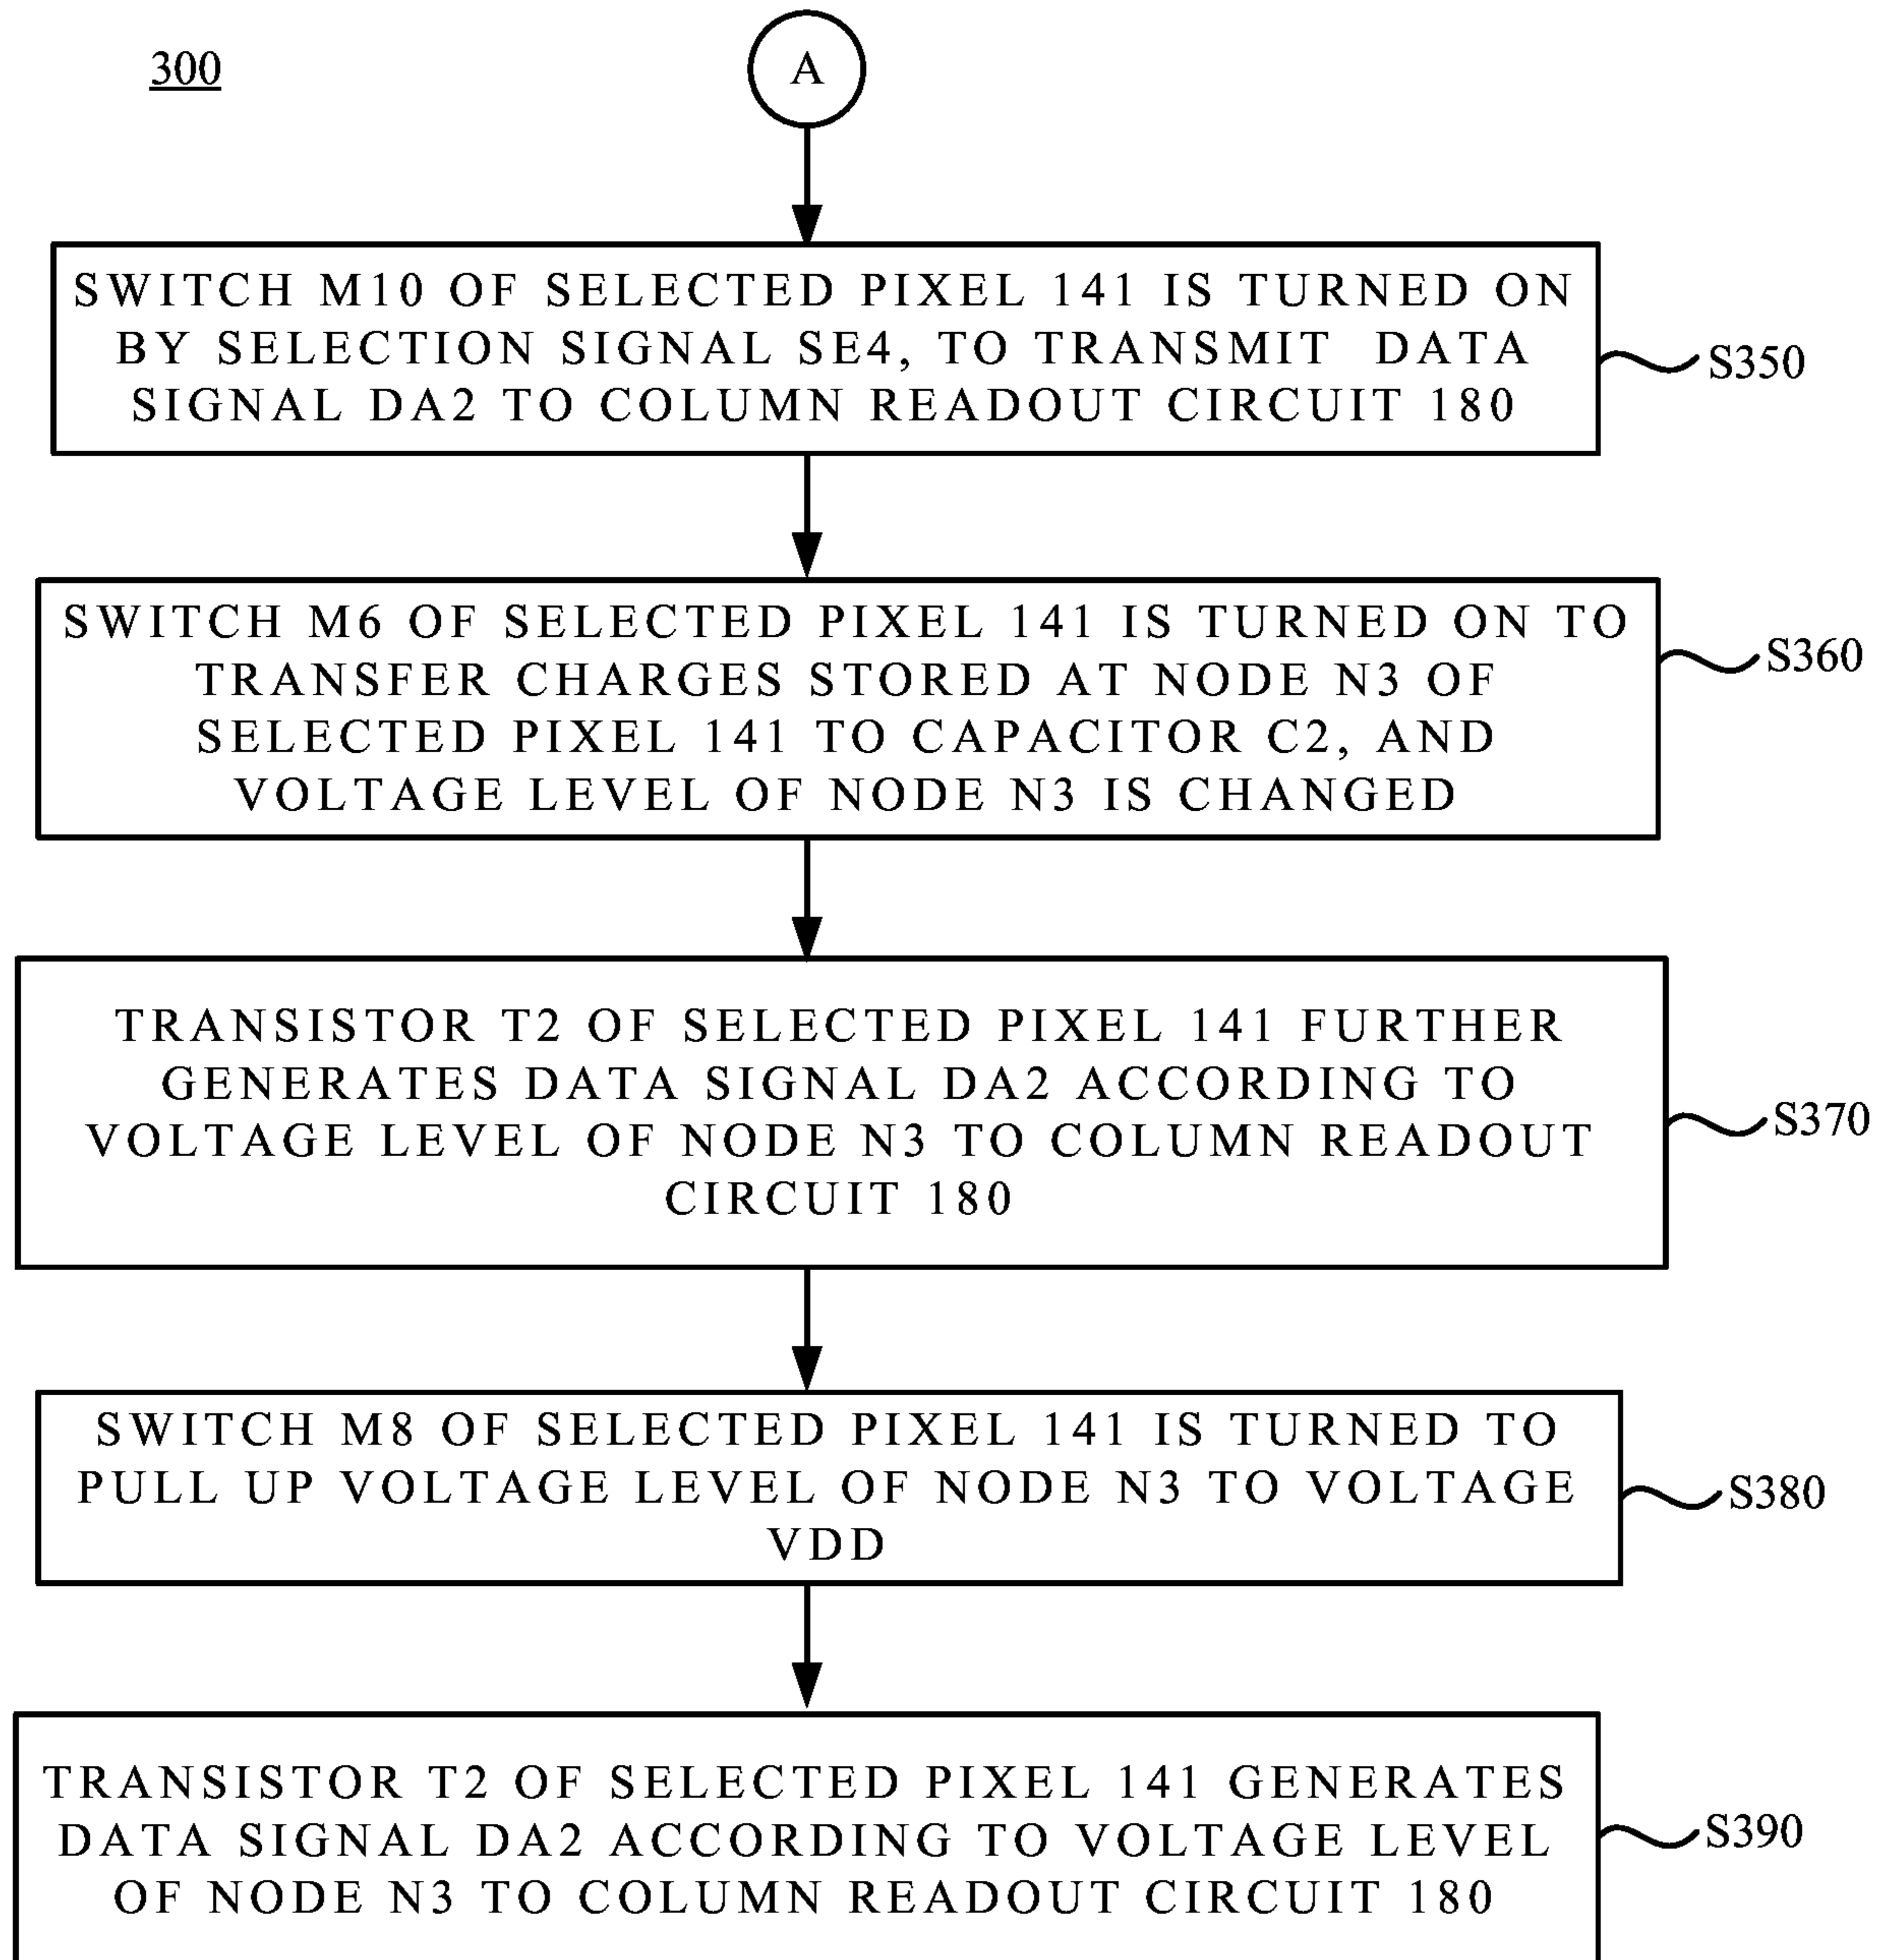 300
A
SWITCH M10 OF SELECTED PIXEL 141 IS TURNED ON
BY SELECTION SIGNAL SE4, TO TRANSMIT DATA
SIGNAL DA2 TO COLUMN READOUT CIRCUIT 180
S350
SWITCH M6 OF SELECTED PIXEL 141 IS TURNED ON TO
TRANSFER CHARGES STORED AT NODE N3 OF
SELECTED PIXEL 141 TO CAPACITOR C2, AND
VOLTAGE LEVEL OF NODE N3 IS CHANGED
S360
TRANSISTOR T2 OF SELECTED PIXEL 141 FURTHER
GENERATES DATA SIGNAL DA2 ACCORDING TO
VOLTAGE LEVEL OF NODE N3 TO COLUMN READOUT
CIRCUIT 180
S370
SWITCH M8 OF SELECTED PIXEL 141 IS TURNED TO
PULL UP VOLTAGE LEVEL OF NODE N3 TO VOLTAGE
VDD
S380
TRANSISTOR T2 OF SELECTED PIXEL 141 GENERATES
DATA SIGNAL DA2 ACCORDING TO VOLTAGE LEVEL
OF NODE N3 TO COLUMN READOUT CIRCUIT 180
S390